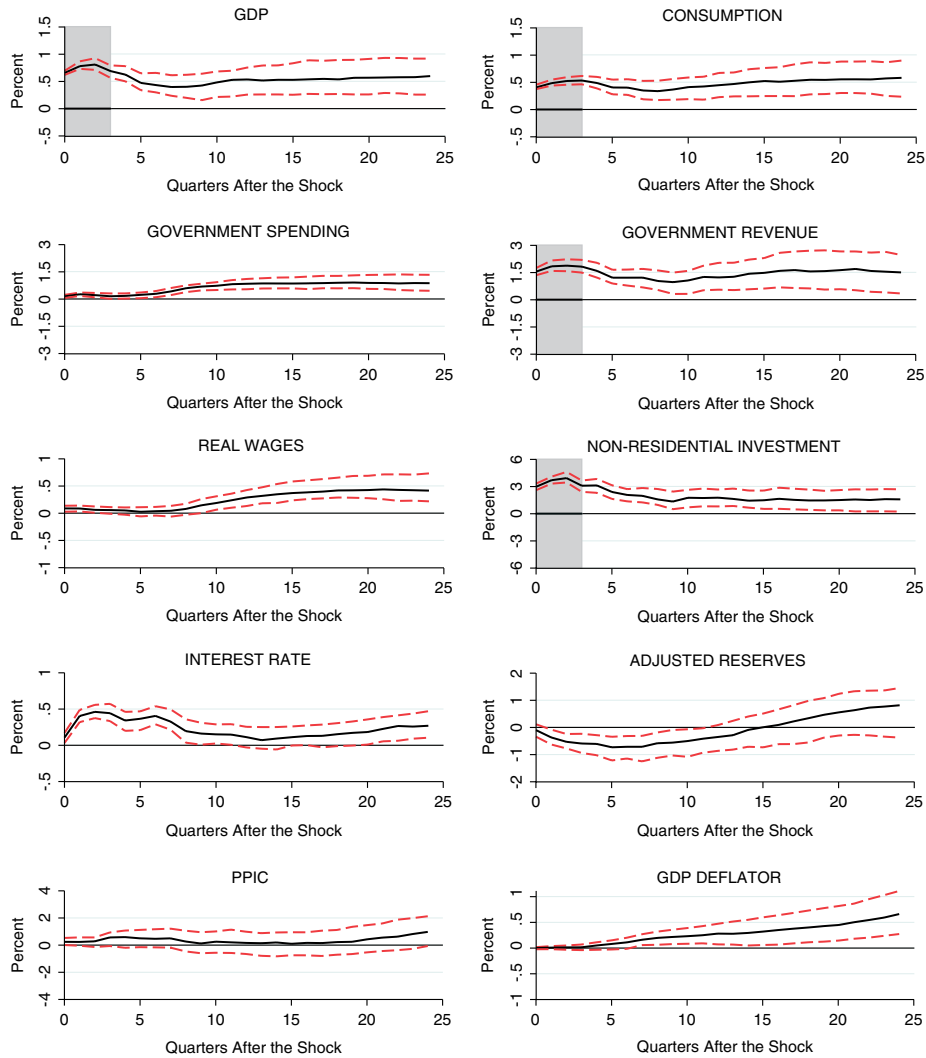 GDP
Percent
1.5
1
.5
0
-.5
0 5 10 15 20 25
Quarters After the Shock
CONSUMPTION
Percent
1.5
1
.5
0
-.5
0 5 10 15 20 25
Quarters After the Shock
GOVERNMENT SPENDING
Percent
3
1.5
0
-1.5
-3
0 5 10 15 20 25
Quarters After the Shock
GOVERNMENT REVENUE
Percent
3
1.5
0
-1.5
-3
0 5 10 15 20 25
Quarters After the Shock
REAL WAGES
Percent
1
.5
0
-.5
-1
0 5 10 15 20 25
Quarters After the Shock
NON-RESIDENTIAL INVESTMENT
Percent
6
3
0
-3
-6
0 5 10 15 20 25
Quarters After the Shock
INTEREST RATE
Percent
1
.5
0
-.5
0 5 10 15 20 25
Quarters After the Shock
ADJUSTED RESERVES
Percent
2
1
0
-1
-2
0 5 10 15 20 25
Quarters After the Shock
PPIC
Percent
4
2
0
-2
-4
0 5 10 15 20 25
Quarters After the Shock
GDP DEFLATOR
Percent
1
.5
0
-.5
-1
0 5 10 15 20 25
Quarters After the Shock